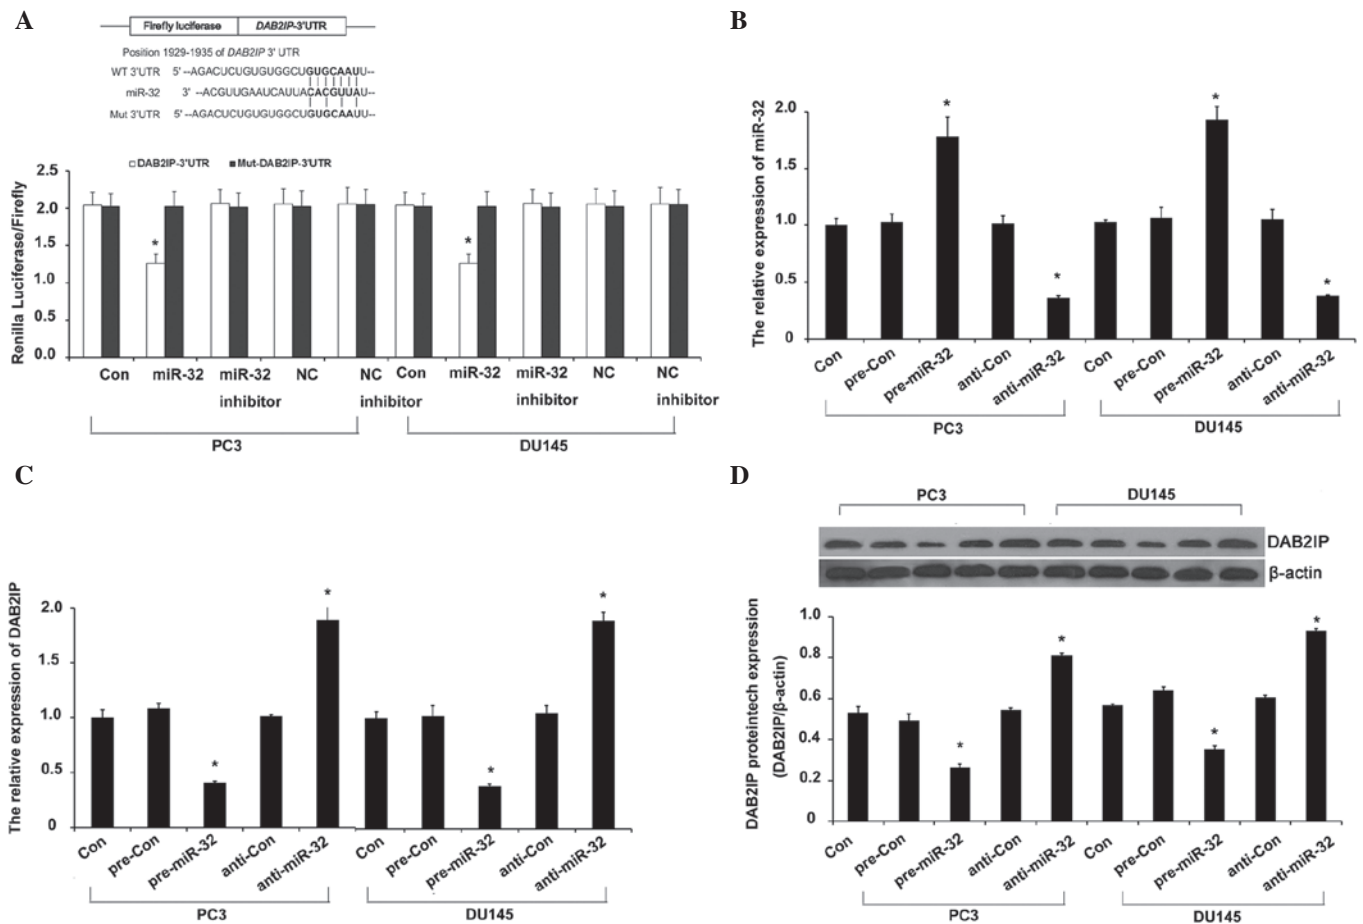 A
Firefly luciferase DAB2IP-3'UTR
Position 1929-1935 of DAB2IP 3' UTR
WT 3'UTR 5' --AGACUCUGUGUGGCUGUGCAAUU--
miR-32 3' --ACGUUGAAUCAUUACACGUUAU--
Mut 3'UTR 5' --AGACUCUGUGUGGCUGUGCAAUU--
DAB2IP-3'UTR Mut-DAB2IP-3'UTR
Renilla Luciferase/Firefly
2.5
2.0
1.5
1.0
0.5
0.0
* *
Con miR-32 miR-32 NC NC Con miR-32 miR-32 NC NC
inhibitor inhibitor inhibitor inhibitor
PC3 DU145
B
The relative expression of miR-32
2.0
1.5
1.0
0.5
0
* * * *
Con pre-Con pre-miR-32 anti-Con anti-miR-32 Con pre-Con pre-miR-32 anti-Con anti-miR-32
PC3 DU145
C
The relative expression of DAB2IP
2.0
1.5
1.0
0.5
0
* * * *
Con pre-Con pre-miR-32 anti-Con anti-miR-32 Con pre-Con pre-miR-32 anti-Con anti-miR-32
PC3 DU145
D
PC3 DU145
DAB2IP
β-actin
DAB2IP proteintech expression
(DAB2IP/β-actin)
1.0
0.8
0.6
0.4
0.2
0
* * * *
Con pre-Con pre-miR-32 anti-Con anti-miR-32 Con pre-Con pre-miR-32 anti-Con anti-miR-32
PC3 DU145